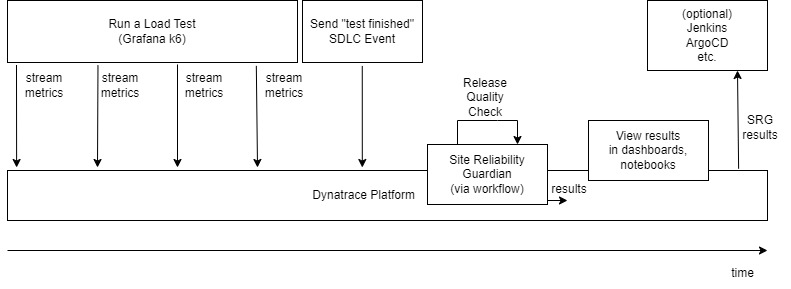 Run a Load Test
(Grafana k6)
Send "test finished"
SDLC Event
(optional)
Jenkins
ArgoCD
etc.
stream
metrics
stream
metrics
stream
metrics
stream
metrics
Release
Quality
Check
SRG
results
View results
in dashboards,
notebooks
Site Reliability
Guardian
(via workflow)
results
Dynatrace Platform
time